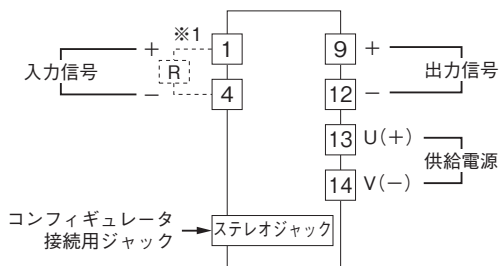 ※1
+ 1 9 +
入力信号 R 出力信号
− 4 12 −
13 U(+)
供給電源
14 V(−)
コンフィギュレータ
接続用ジャック
ステレオジャック